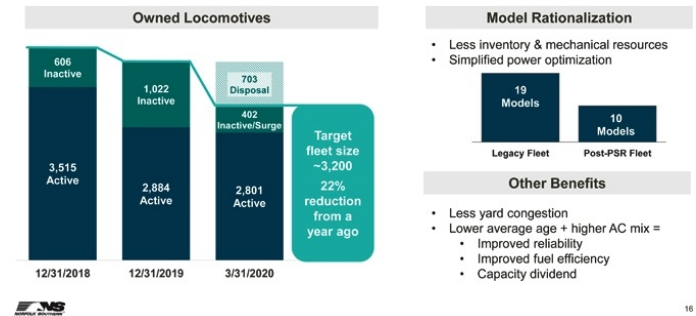 Owned Locomotives
606
Inactive
3,515
Active
1,022
Inactive
2,884
Active
703
Disposal
402
Inactive/Surge
2,801
Active
Target
fleet size
~3,200
22%
reduction
from a
year ago
12/31/2018
12/31/2019
3/31/2020
Model Rationalization
• Less inventory & mechanical resources
• Simplified power optimization
19
Models
10
Models
Legacy Fleet
Post-PSR Fleet
Other Benefits
• Less yard congestion
• Lower average age + higher AC mix =
• Improved reliability
• Improved fuel efficiency
• Capacity dividend
NS
NORFOLK SOUTHERN
16